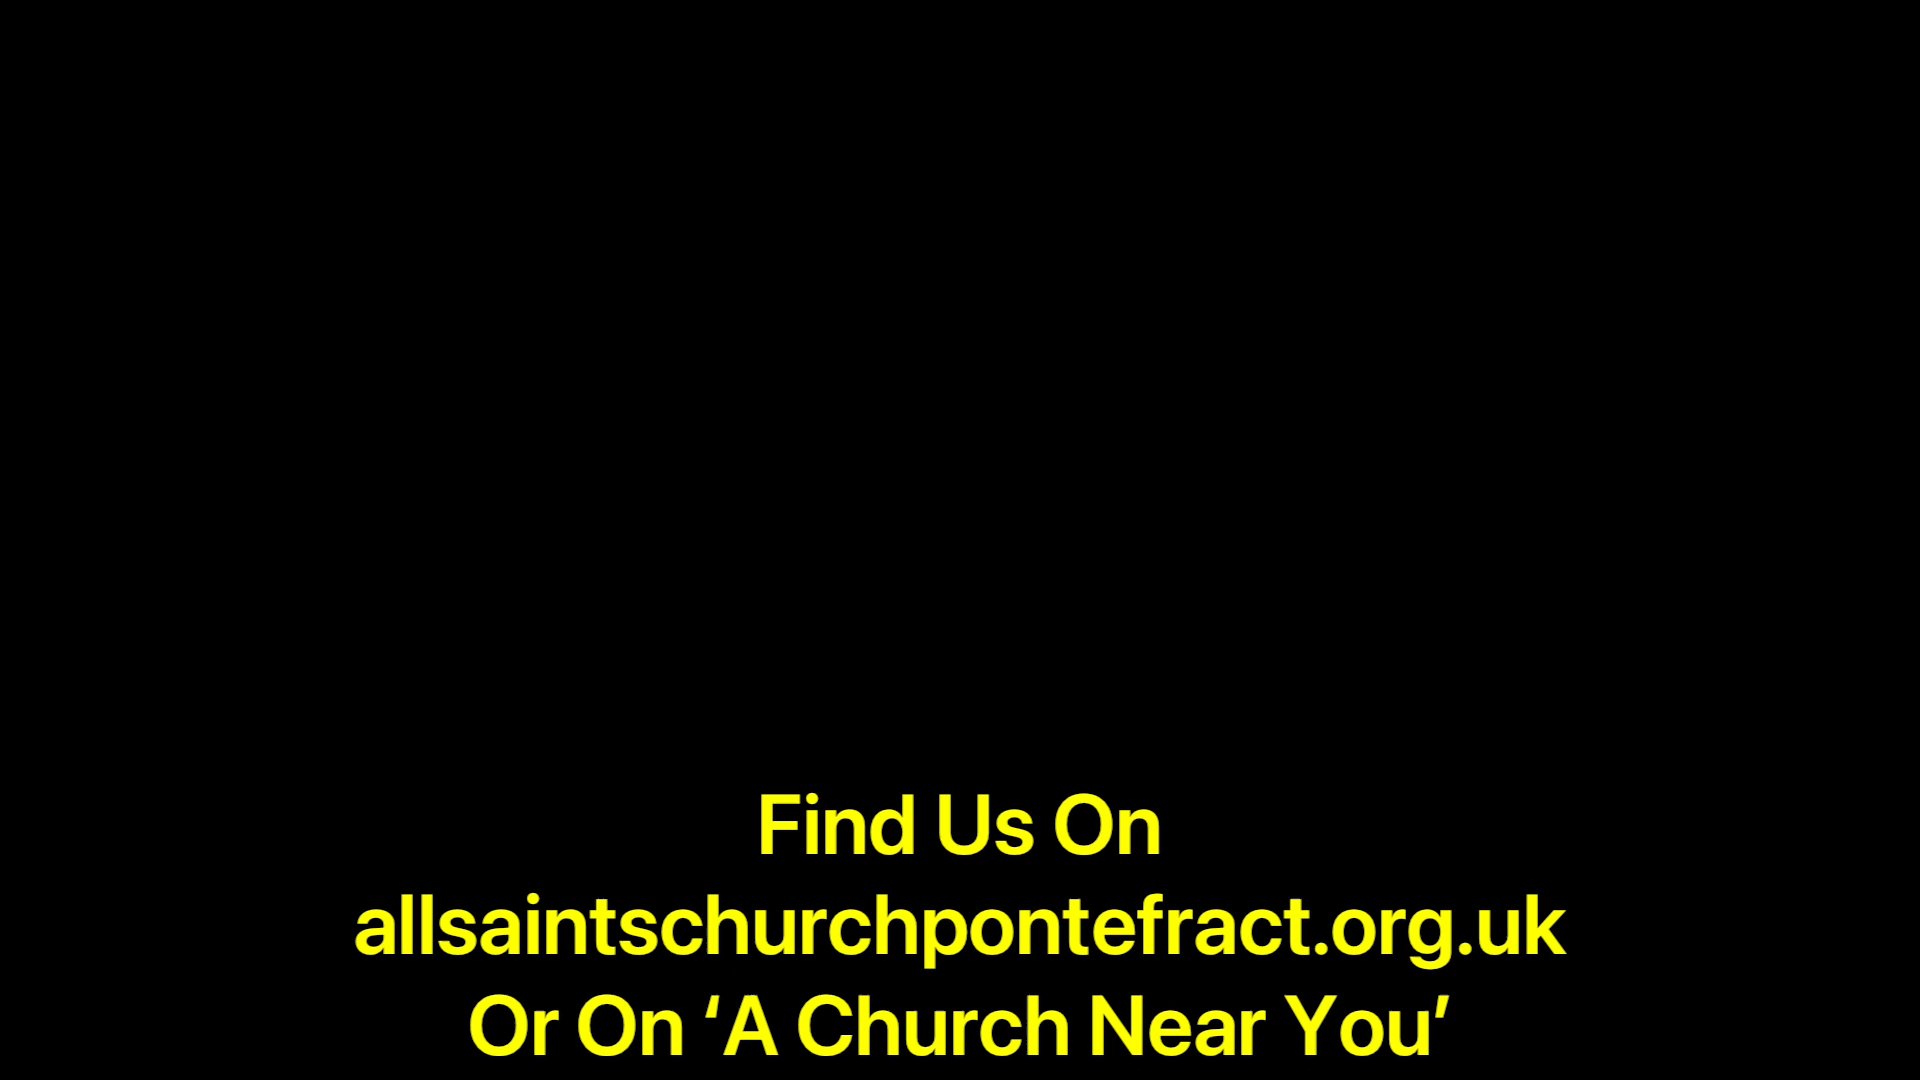 Find Us On
allsaintschurchpontefract.org.uk
Or On ‘A Church Near You’